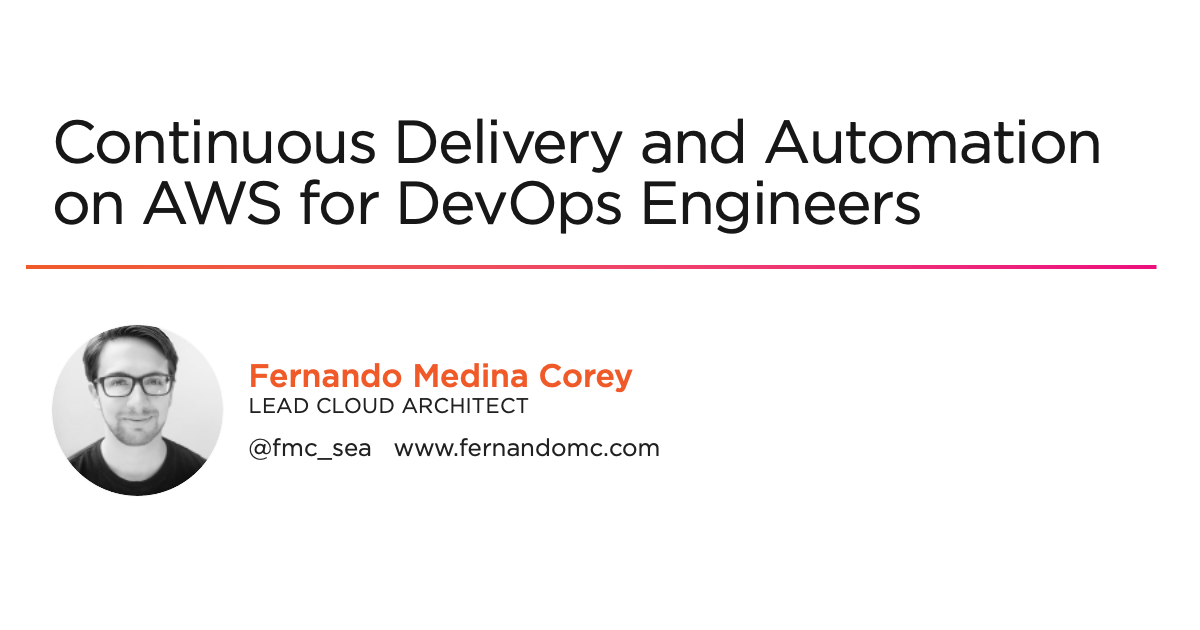 Continuous Delivery and Automation
on AWS for DevOps Engineers
Fernando Medina Corey
LEAD CLOUD ARCHITECT
@fmc_sea www.fernandomc.com